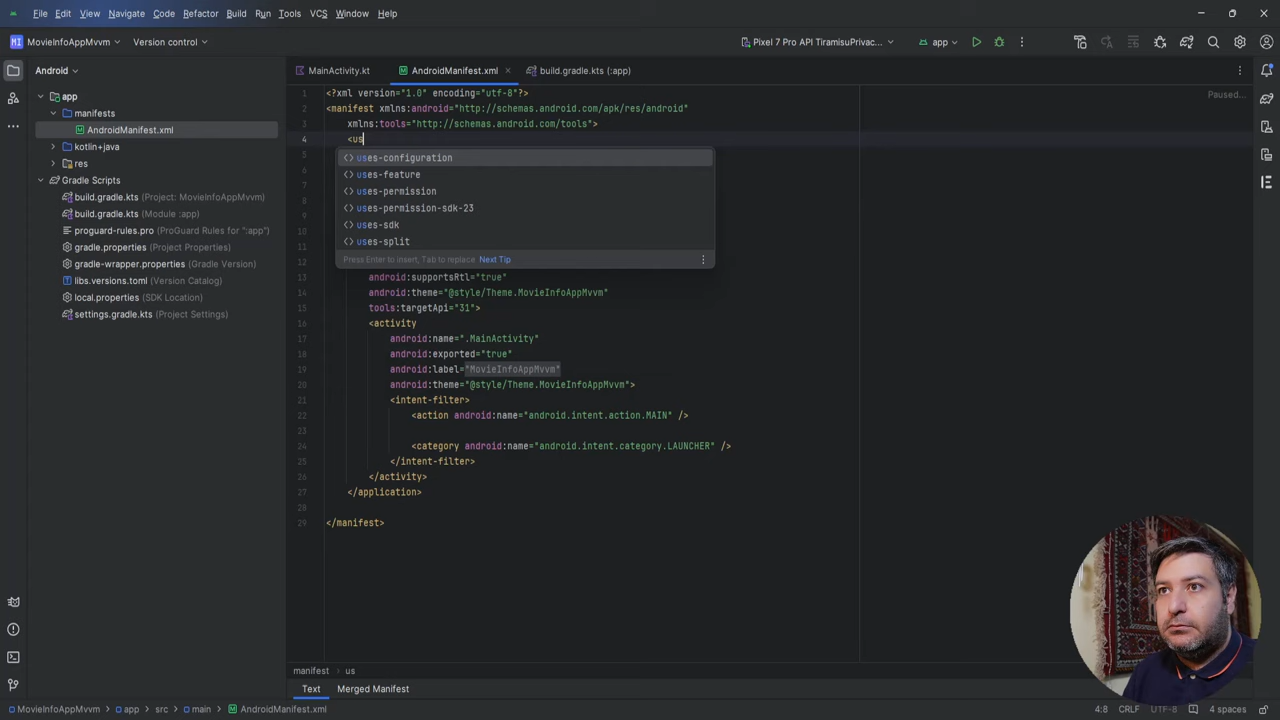 File Edit View Navigate Code Refactor Build Run Tools VCS Window Help
MI MovieInfoAppMvvm Version control Pixel 7 Pro API TiramisuPrivac... app
Android MainActivity.kt AndroidManifest.xml build.gradle.kts (:app)
app
manifests
AndroidManifest.xml
kotlin+java
res
Gradle Scripts
build.gradle.kts (Project: MovieInfoAppMvvm)
build.gradle.kts (Module :app)
proguard-rules.pro (ProGuard Rules for ":app")
gradle.properties (Project Properties)
gradle-wrapper.properties (Gradle Version)
libs.versions.toml (Version Catalog)
local.properties (SDK Location)
settings.gradle.kts (Project Settings)
Paused...
1 <?xml version="1.0" encoding="utf-8"?>
2 <manifest xmlns:android="http://schemas.android.com/apk/res/android"
3 xmlns:tools="http://schemas.android.com/tools">
4 <us
5
6
7
8
9
10
11
12
uses-configuration
uses-feature
uses-permission
uses-permission-sdk-23
uses-sdk
uses-split
Press Enter to insert, Tab to replace Next Tip
13 android:supportsRtl="true"
14 android:theme="@style/Theme.MovieInfoAppMvvm"
15 tools:targetApi="31">
16 <activity
17 android:name=".MainActivity"
18 android:exported="true"
19 android:label="MovieInfoAppMvvm"
20 android:theme="@style/Theme.MovieInfoAppMvvm">
21 <intent-filter>
22 <action android:name="android.intent.action.MAIN" />
23
24 <category android:name="android.intent.category.LAUNCHER" />
25 </intent-filter>
26 </activity>
27 </application>
28
29 </manifest>
manifest us
Text Merged Manifest
MovieInfoAppMvvm app src main AndroidManifest.xml 4:8 CRLF UTF-8 4 spaces